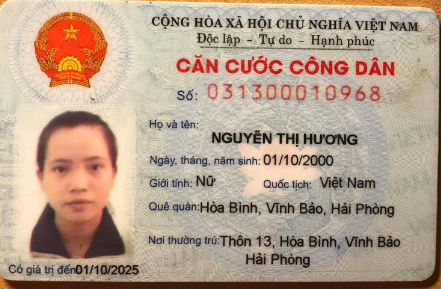 CỘNG HÒA XÃ HỘI CHỦ NGHĨA VIỆT NAM
Độc lập - Tự do - Hạnh phúc
CĂN CƯỚC CÔNG DÂN
Số: 031300010968
Họ và tên:
NGUYỄN THỊ HƯƠNG
Ngày, tháng, năm sinh: 01/10/2000
Giới tính: Nữ Quốc tịch: Việt Nam
Quê quán: Hòa Bình, Vĩnh Bảo, Hải Phòng
Nơi thường trú: Thôn 13, Hòa Bình, Vĩnh Bảo
Hải Phòng
Có giá trị đến 01/10/2025